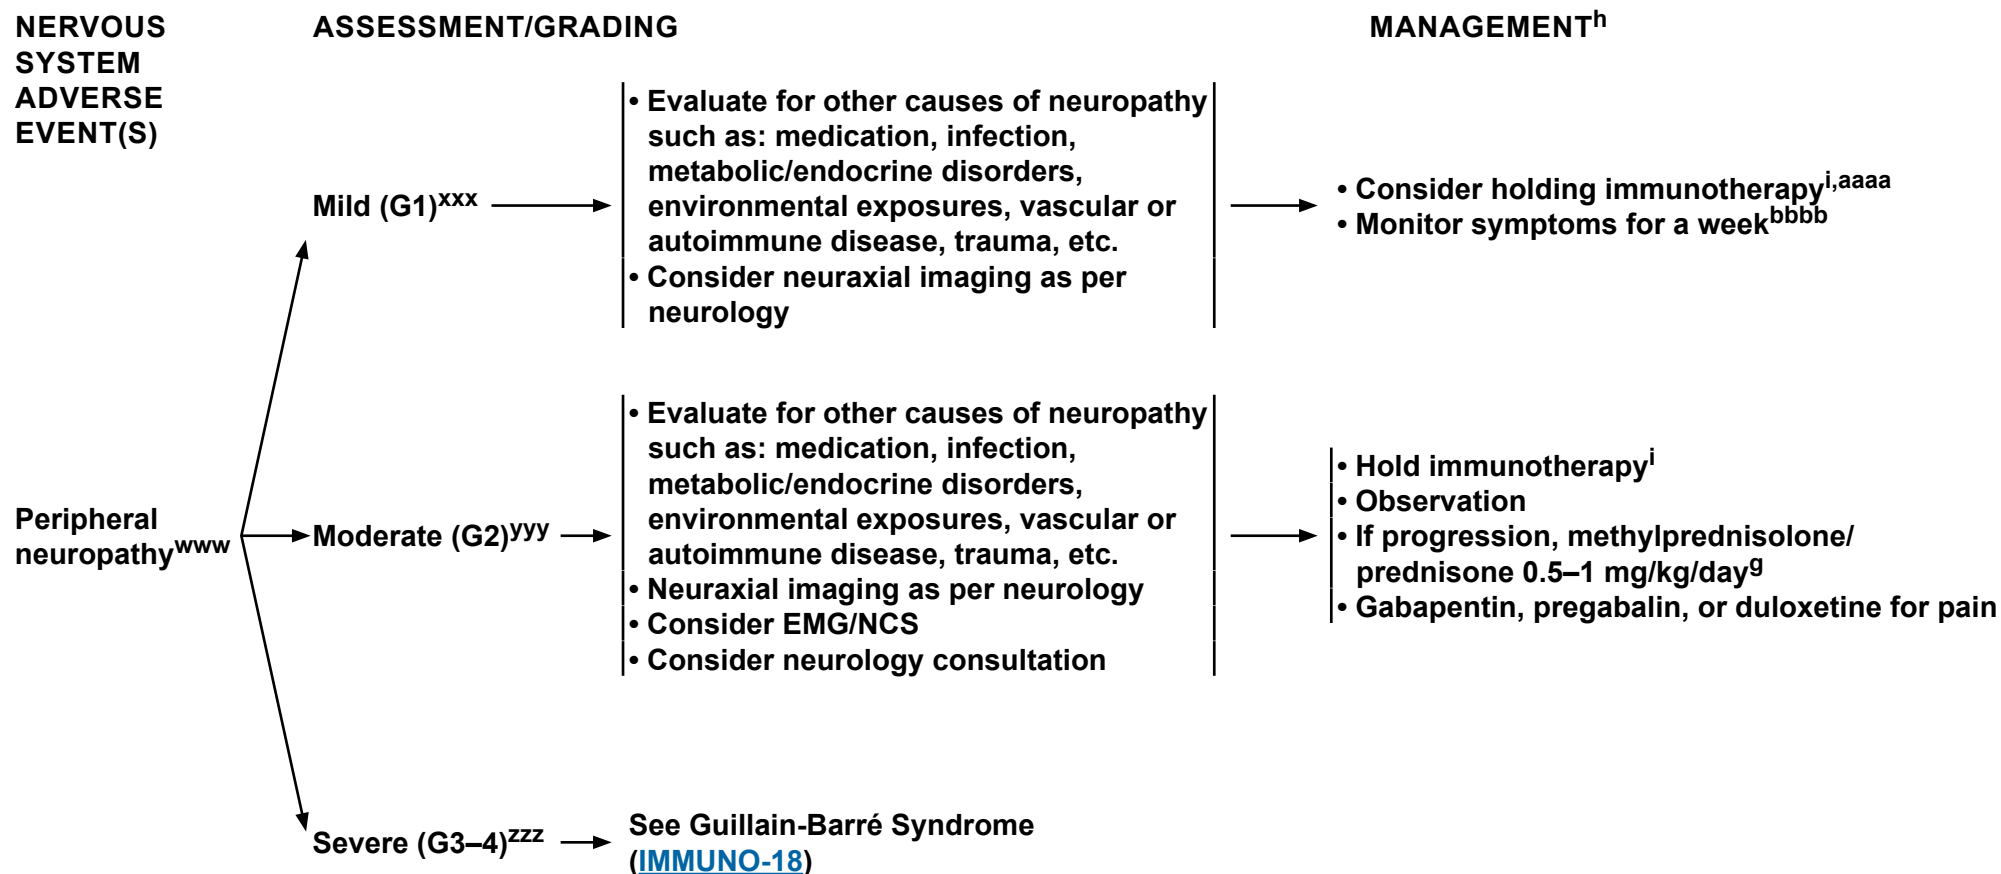 NERVOUS
SYSTEM
ADVERSE
EVENT(S)
ASSESSMENT/GRADING
MANAGEMENTʰ
Mild (G1)ˣˣˣ
• Evaluate for other causes of neuropathy
such as: medication, infection,
metabolic/endocrine disorders,
environmental exposures, vascular or
autoimmune disease, trauma, etc.
• Consider neuraxial imaging as per
neurology
• Consider holding immunotherapyⁱ,ᵃᵃᵃᵃ
• Monitor symptoms for a weekᵇᵇᵇᵇ
Peripheral
neuropathyʷʷʷ
Moderate (G2)ʸʸʸ
• Evaluate for other causes of neuropathy
such as: medication, infection,
metabolic/endocrine disorders,
environmental exposures, vascular or
autoimmune disease, trauma, etc.
• Neuraxial imaging as per neurology
• Consider EMG/NCS
• Consider neurology consultation
• Hold immunotherapyⁱ
• Observation
• If progression, methylprednisolone/
prednisone 0.5–1 mg/kg/dayᵍ
• Gabapentin, pregabalin, or duloxetine for pain
Severe (G3–4)ᶻᶻᶻ
See Guillain-Barré Syndrome
(IMMUNO-18)